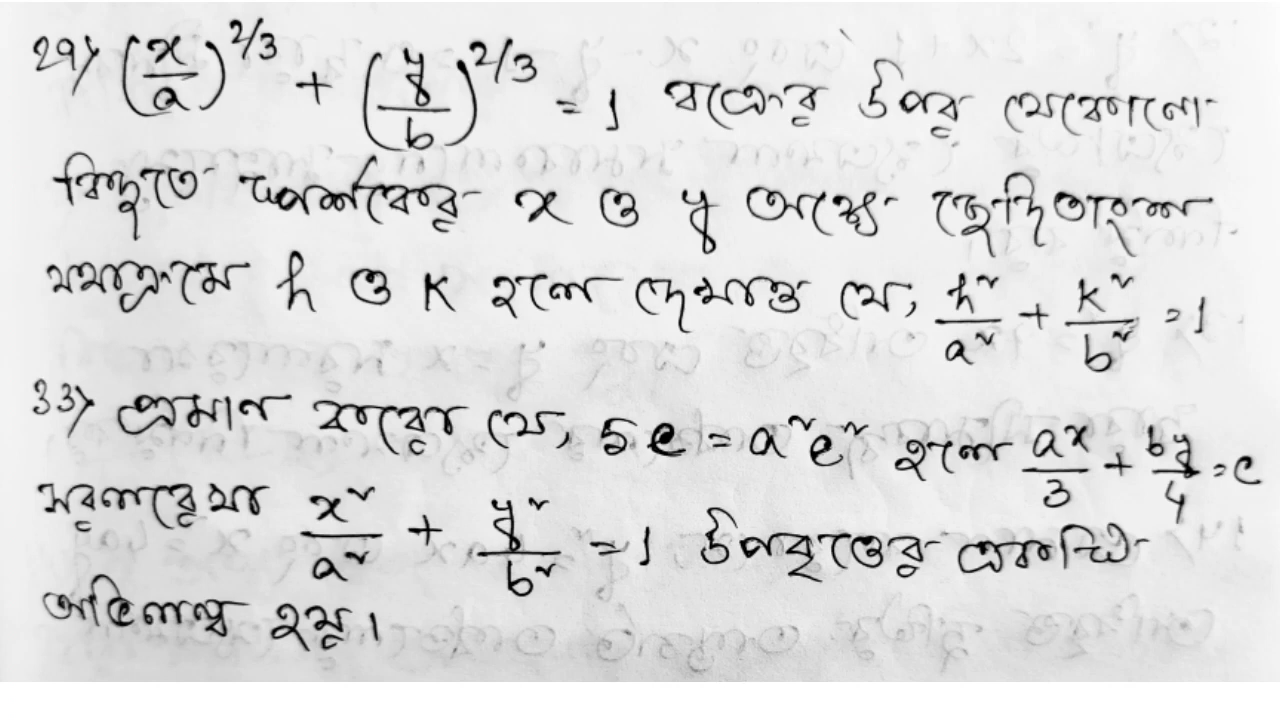 ২৭) (x/a)^2/3 + (y/b)^2/3 = 1 বক্রের উপর যেকোনো
বিন্দুতে স্পর্শকের x ও y অক্ষের ছেদিতাংশ
যথাক্রমে h ও K হলে দেখাও যে, h²/a² + K²/b² = 1
৩৩) প্রমাণ করো যে, 5c = a²e² হলে ax/3 + by/4 = c
সরলরেখা x²/a² + y²/b² = 1 উপবৃত্তের একটি
অভিলম্ব হয়।